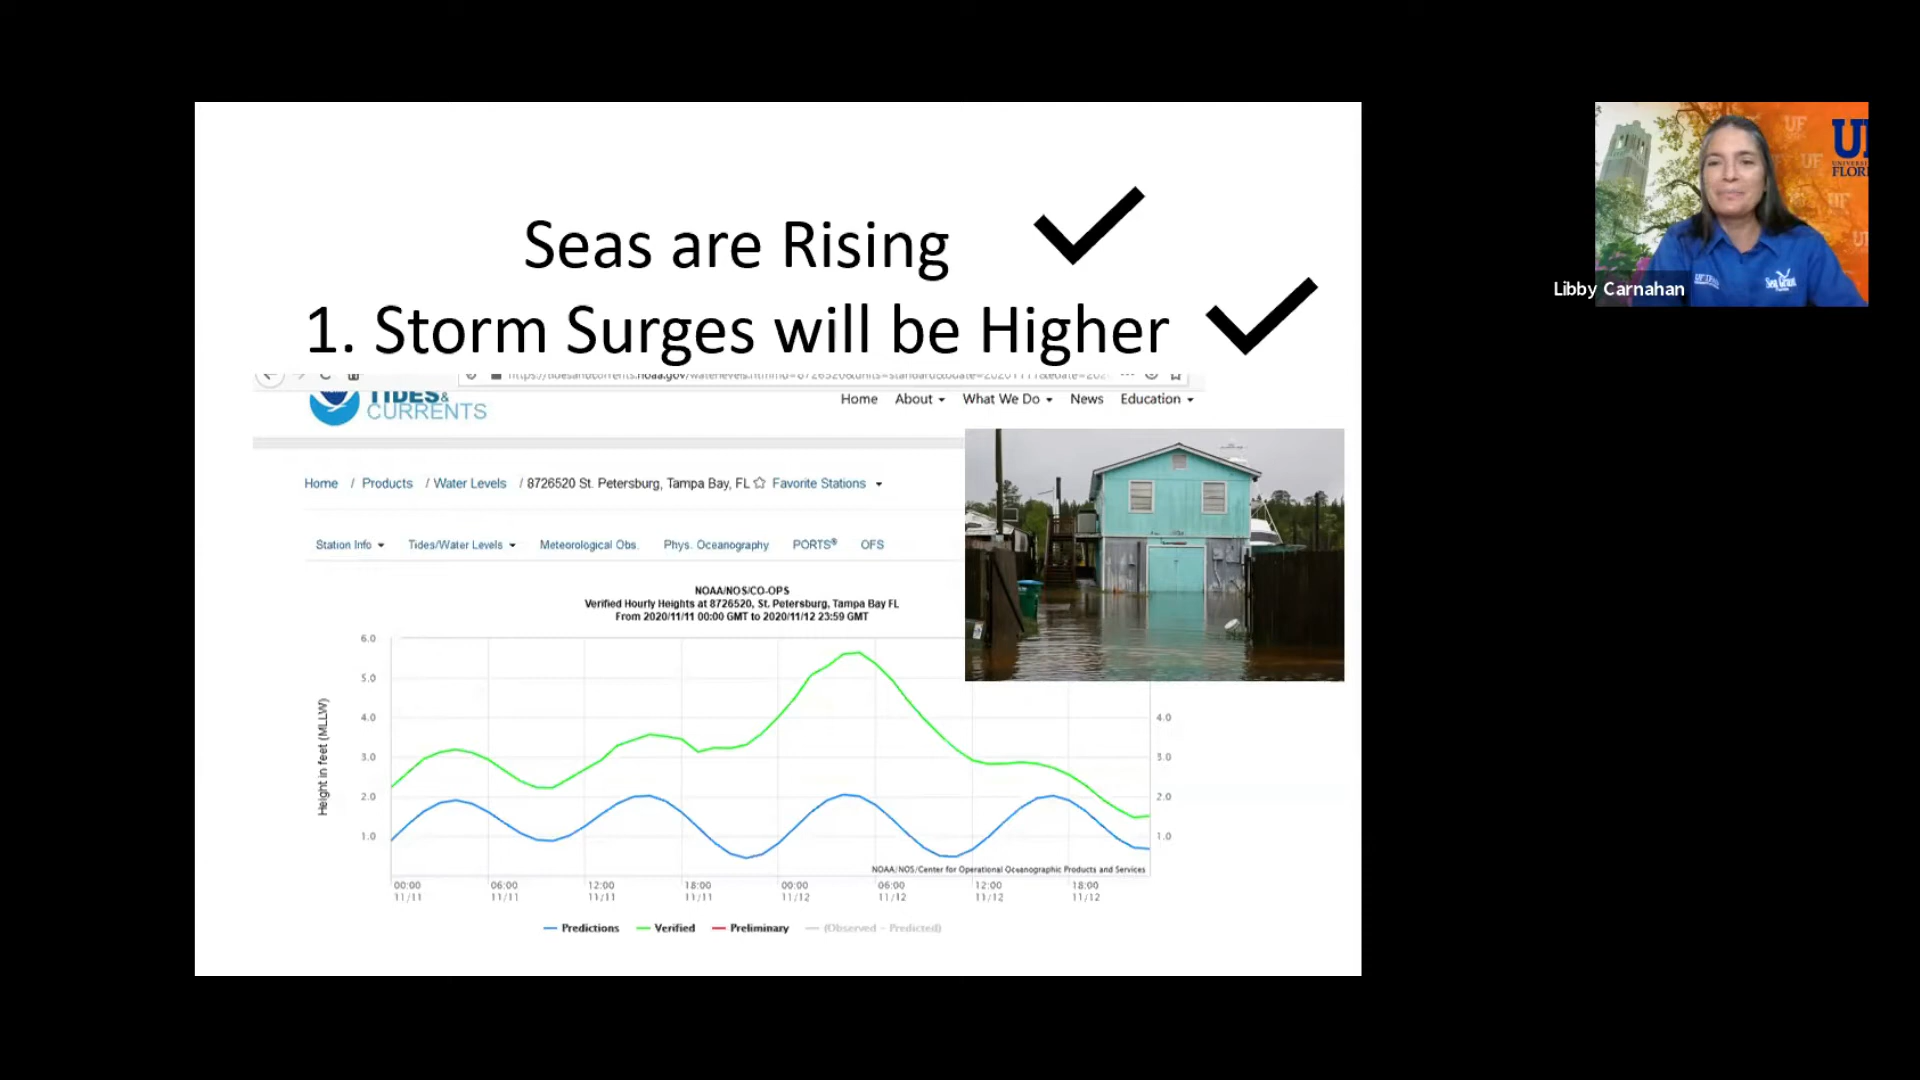 Seas are Rising
1. Storm Surges will be Higher
TIDES&
CURRENTS
Home About What We Do News Education
Home / Products / Water Levels / 8726520 St. Petersburg, Tampa Bay, FL Favorite Stations
Station Info Tides/Water Levels Meteorological Obs. Phys. Oceanography PORTS® OFS
NOAA/NOS/CO-OPS
Verified Hourly Heights at 8726520, St. Petersburg, Tampa Bay FL
From 2020/11/11 00:00 GMT to 2020/11/12 23:59 GMT
Height in feet (MLLW)
6.0
5.0
4.0 4.0
3.0 3.0
2.0 2.0
1.0 1.0
NOAA/NOS/Center for Operational Oceanographic Products and Services
00:00 06:00 12:00 18:00 00:00 06:00 12:00 18:00
11/11 11/11 11/11 11/11 11/12 11/12 11/12 11/12
Predictions Verified Preliminary (Observed - Predicted)
UF
FLOR
Sea Grant
Libby Carnahan